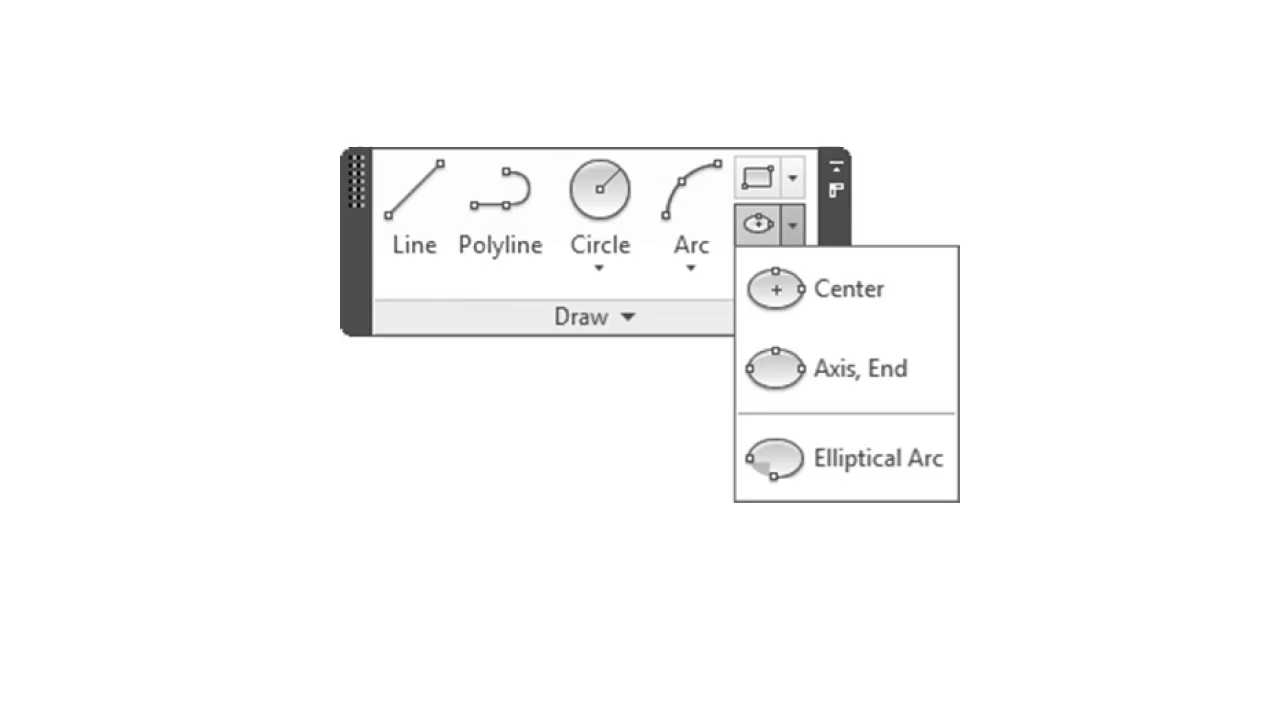 Line
Polyline
Circle
Arc
Draw
Center
Axis, End
Elliptical Arc